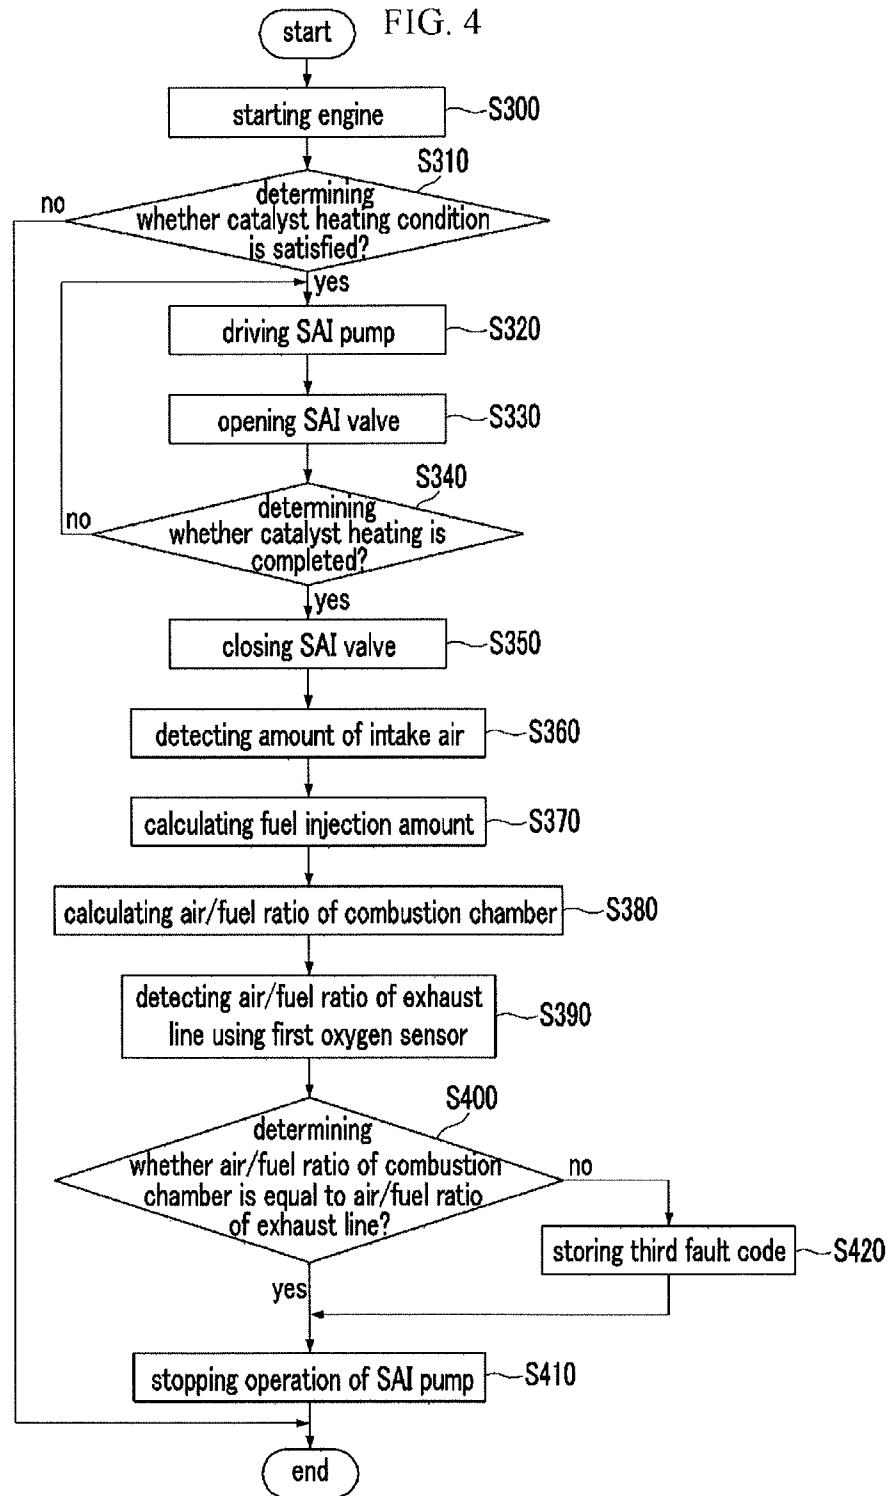 FIG. 4
start
starting engine
S300
S310
determining
whether catalyst heating condition
is satisfied?
no
yes
driving SAI pump
S320
opening SAI valve
S330
S340
determining
whether catalyst heating is
completed?
no
yes
closing SAI valve
S350
detecting amount of intake air
S360
calculating fuel injection amount
S370
calculating air/fuel ratio of combustion chamber
S380
detecting air/fuel ratio of exhaust
line using first oxygen sensor
S390
S400
determining
whether air/fuel ratio of combustion
chamber is equal to air/fuel ratio
of exhaust line?
no
storing third fault code
S420
yes
stopping operation of SAI pump
S410
end